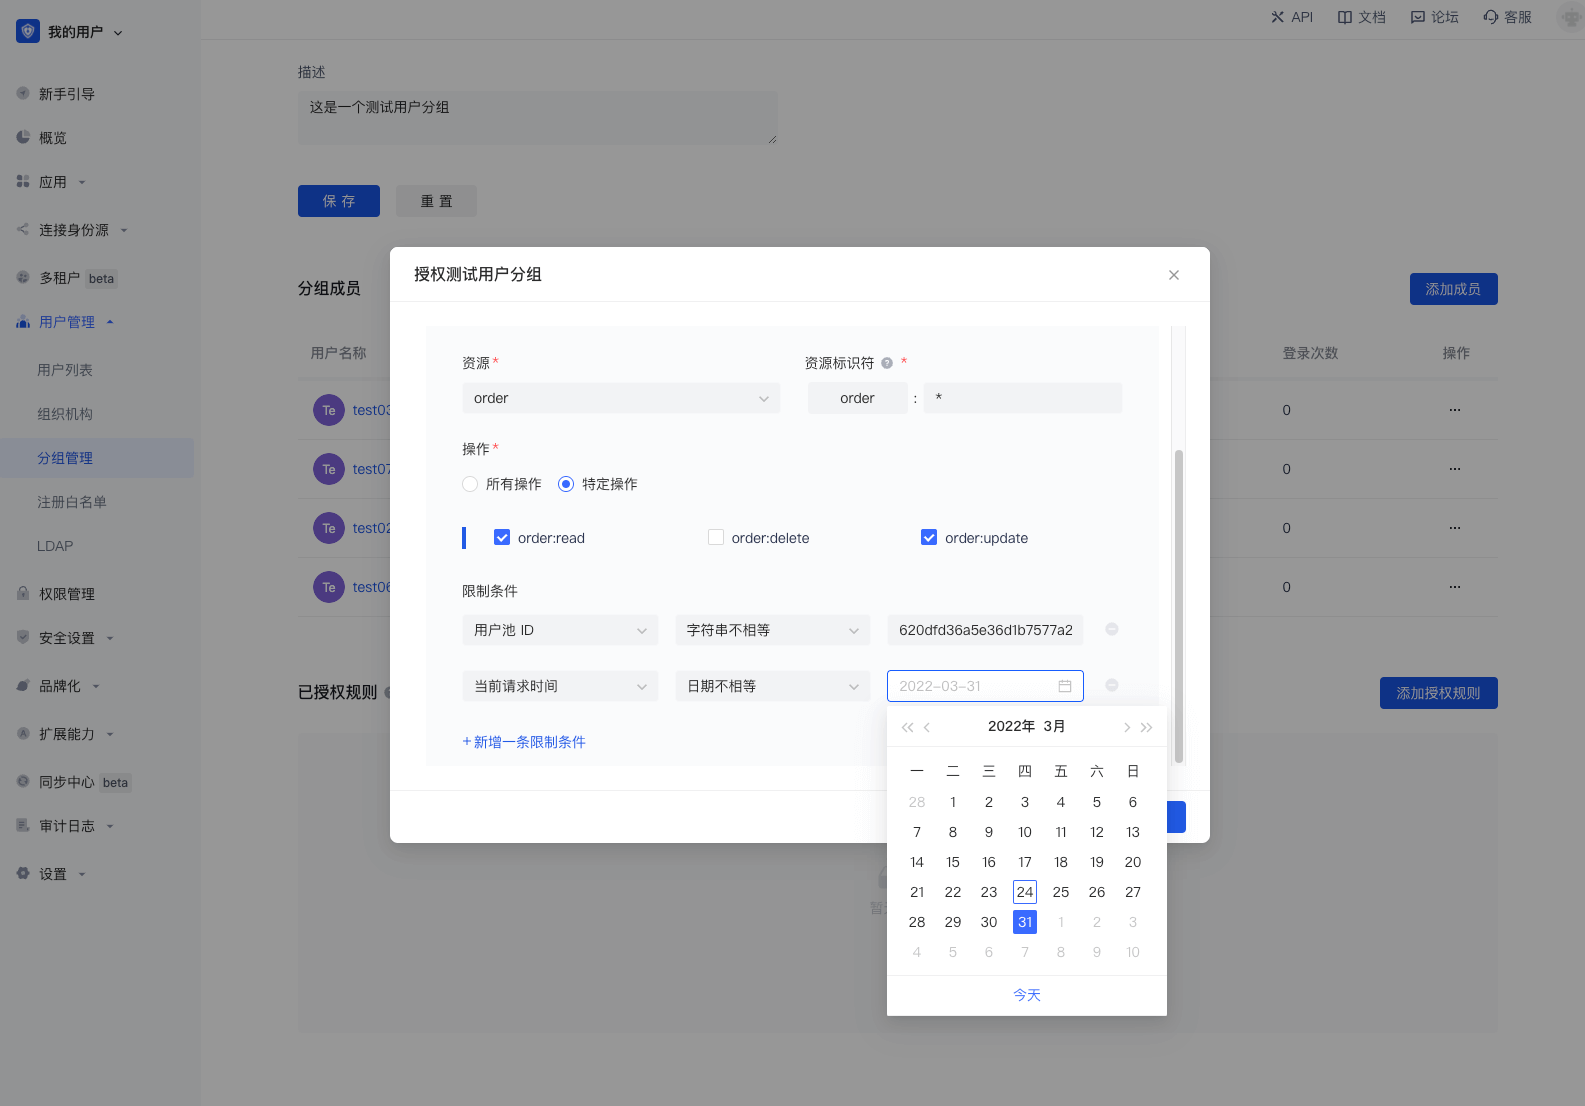 我的用户
API
文档
论坛
客服
新手引导
概览
应用
连接身份源
多租户 beta
用户管理
用户列表
组织机构
分组管理
注册白名单
LDAP
权限管理
安全设置
品牌化
扩展能力
同步中心 beta
审计日志
设置
描述
这是一个测试用户分组
保 存
重 置
分组成员
添加成员
用户名称
登录次数
操作
Te test03
0
···
Te test07
0
···
Te test02
0
···
Te test06
0
···
已授权规则
添加授权规则
授权测试用户分组
资源*
资源标识符 ? *
order
order : *
操作*
所有操作
特定操作
order:read
order:delete
order:update
限制条件
用户池 ID
字符串不相等
620dfd36a5e36d1b7577a2
当前请求时间
日期不相等
2022-03-31
+ 新增一条限制条件
2022年 3月
一 二 三 四 五 六 日
28 1 2 3 4 5 6
7 8 9 10 11 12 13
14 15 16 17 18 19 20
21 22 23 24 25 26 27
28 29 30 31 1 2 3
4 5 6 7 8 9 10
今天